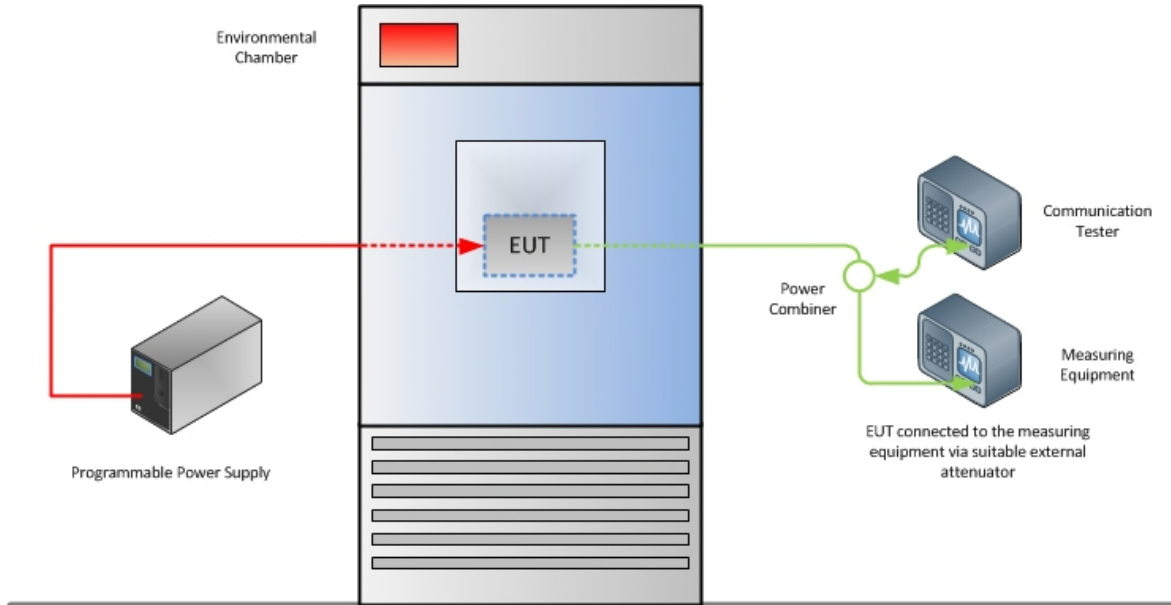 Environmental
Chamber
EUT
Communication
Tester
Power
Combiner
Measuring
Equipment
EUT connected to the measuring
equipment via suitable external
attenuator
Programmable Power Supply